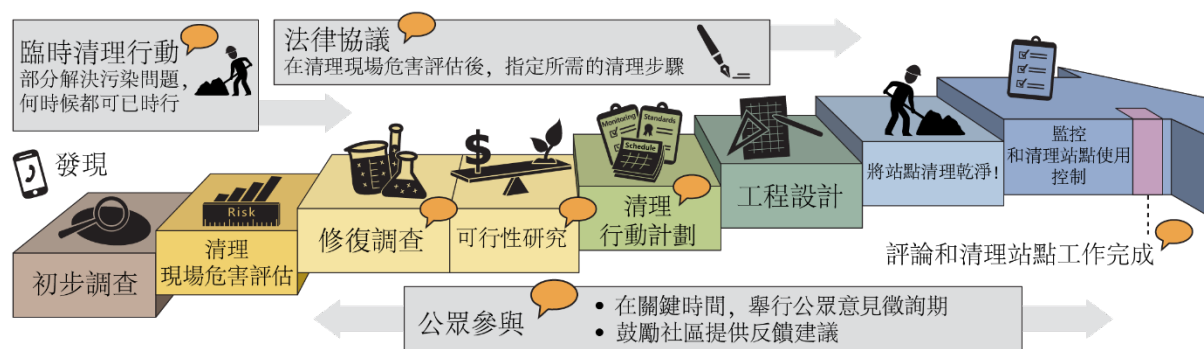 臨時清理行動
部分解決污染問題，
何時候都可已時行
法律協議
在清理現場危害評估後，指定所需的清理步驟
發現
初步調查
Risk
清理
現場危害評估
修復調查
$
可行性研究
Monitoring
Standards
Schedule
清理
行動計劃
工程設計
將站點清理乾淨!
監控
和清理站點使用
控制
評論和清理站點工作完成
公眾參與
• 在關鍵時間，舉行公眾意見徵詢期
• 鼓勵社區提供反饋建議